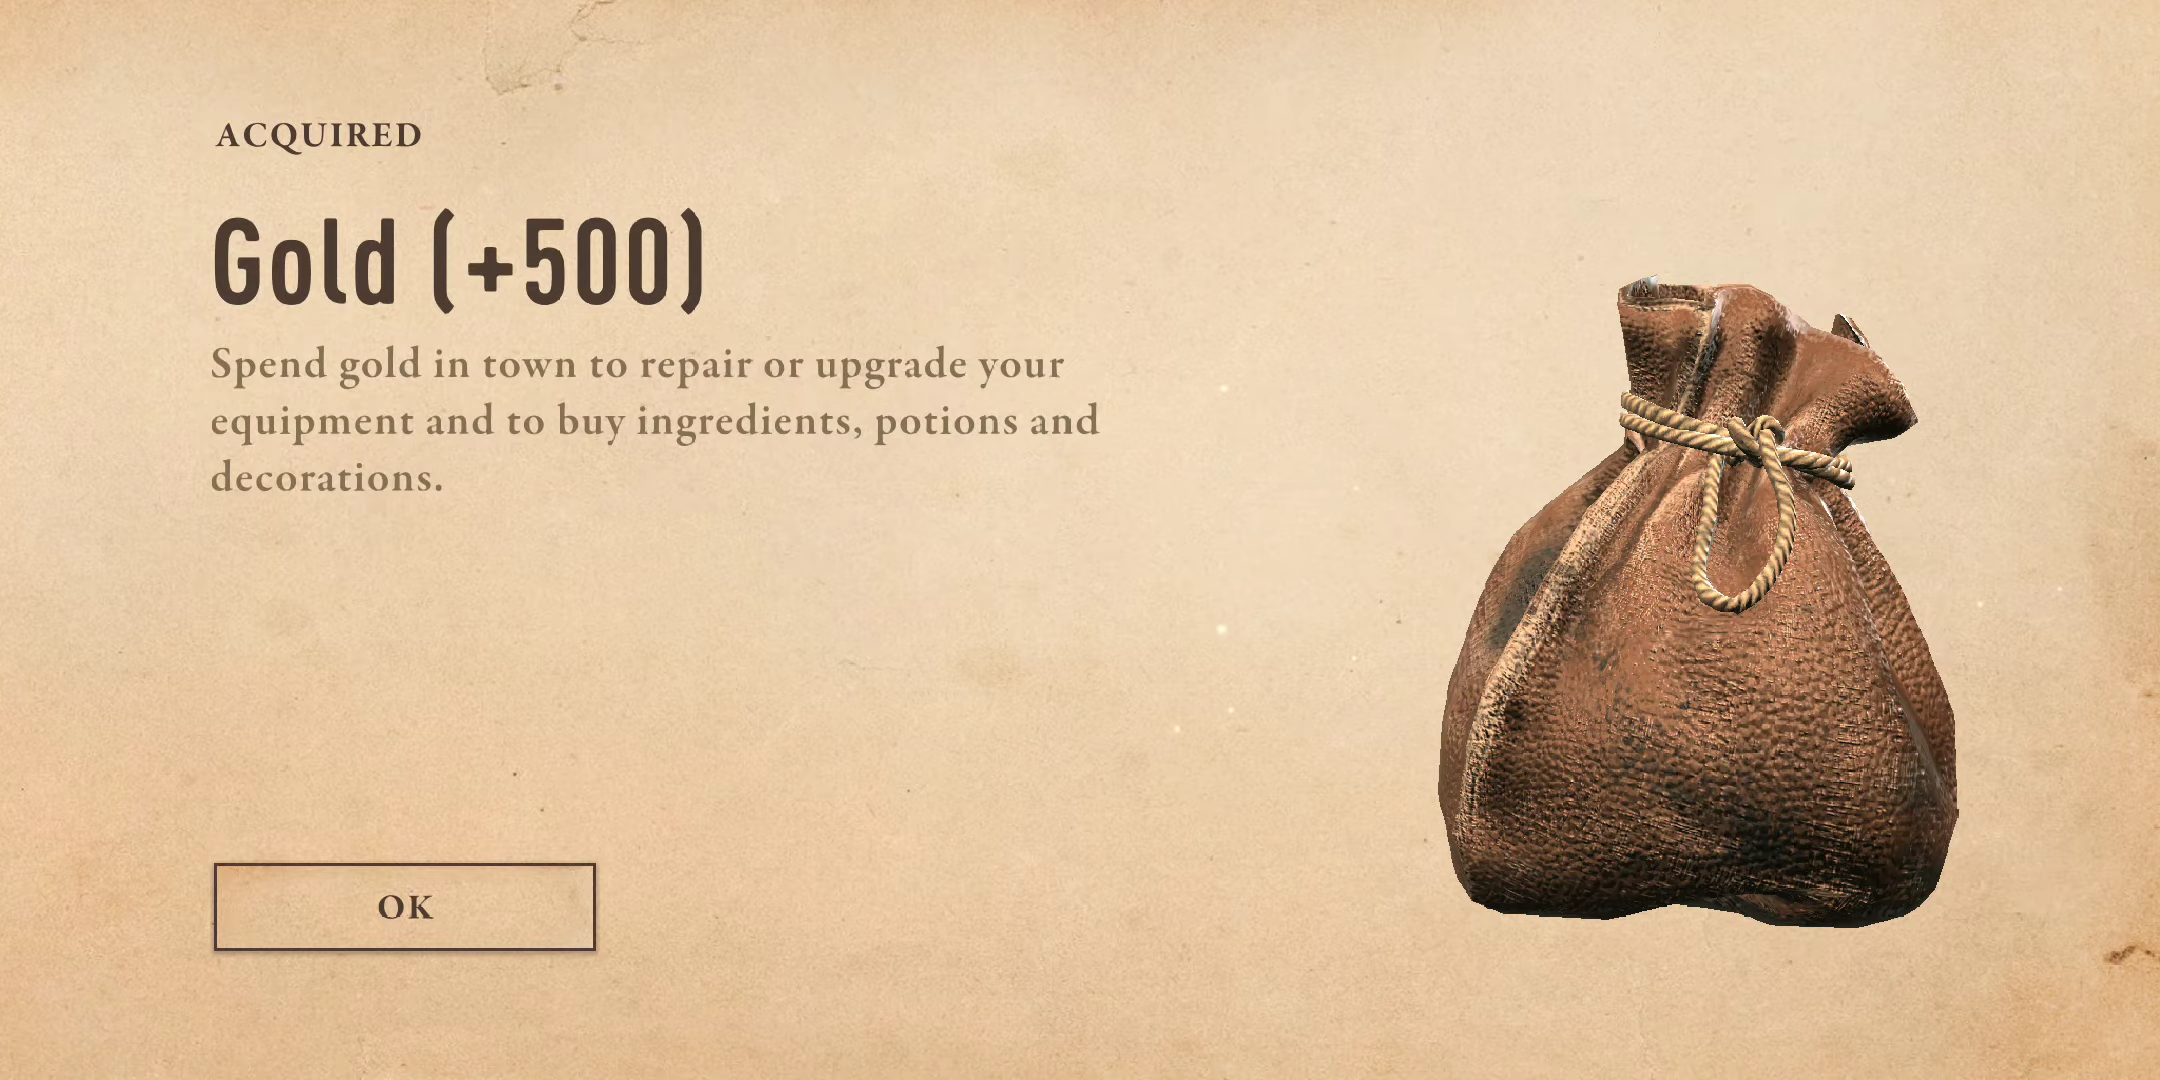 ACQUIRED
Gold (+500)
Spend gold in town to repair or upgrade your
equipment and to buy ingredients, potions and
decorations.
OK